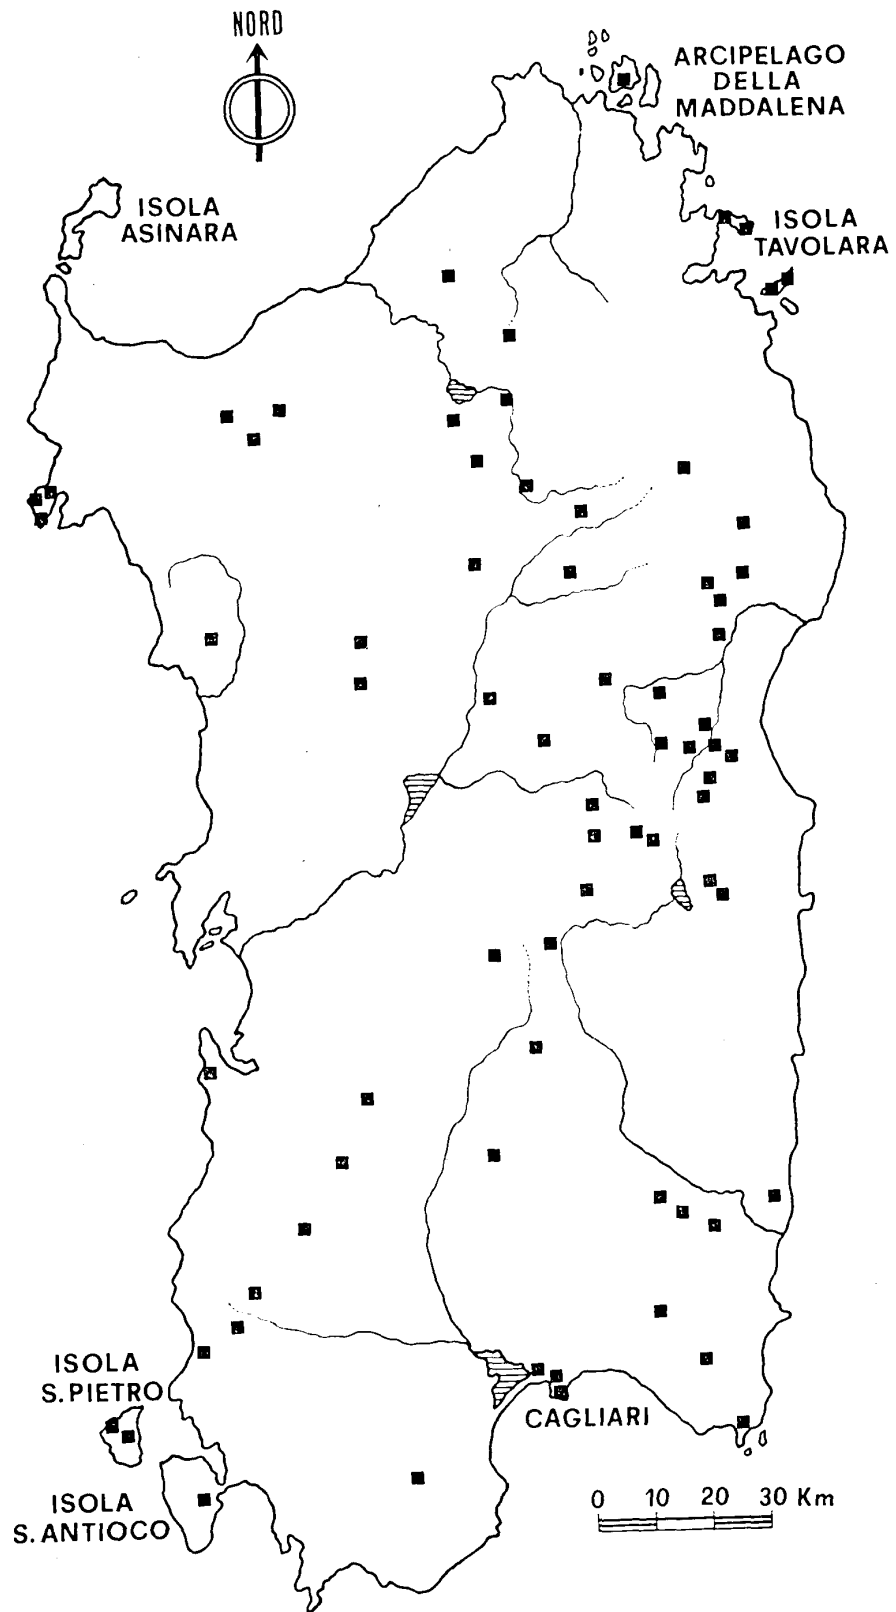 NORD
ARCIPELAGO
DELLA
MADDALENA
ISOLA
ASINARA
ISOLA
TAVOLARA
ISOLA
S. PIETRO
CAGLIARI
ISOLA
S. ANTIOCO
0 10 20 30 Km